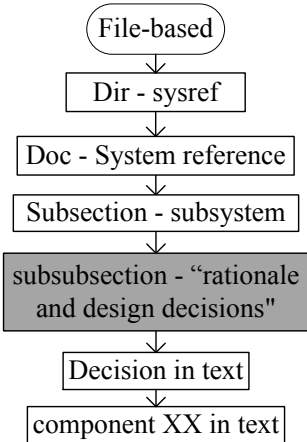 File-based
Dir - sysref
Doc - System reference
Subsection - subsystem
subsubsection - “rationale
and design decisions"
Decision in text
component XX in text